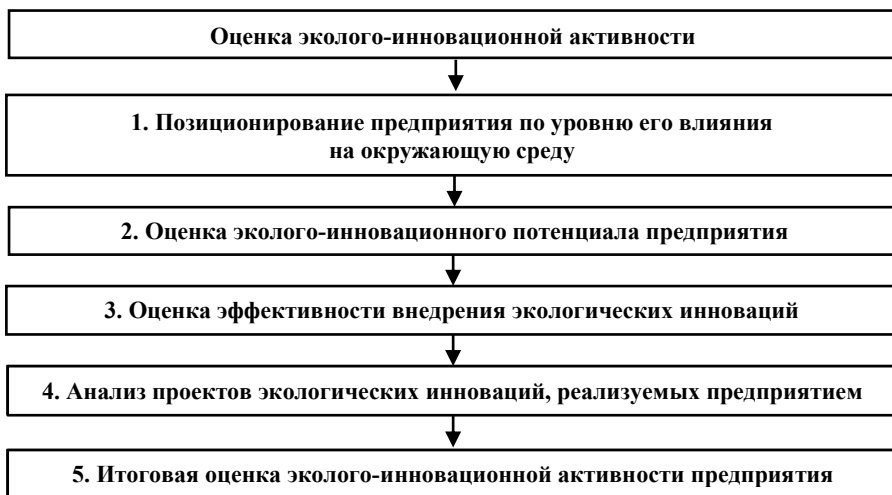 Оценка эколого-инновационной активности
1. Позиционирование предприятия по уровню его влияния
на окружающую среду
2. Оценка эколого-инновационного потенциала предприятия
3. Оценка эффективности внедрения экологических инноваций
4. Анализ проектов экологических инноваций, реализуемых предприятием
5. Итоговая оценка эколого-инновационной активности предприятия